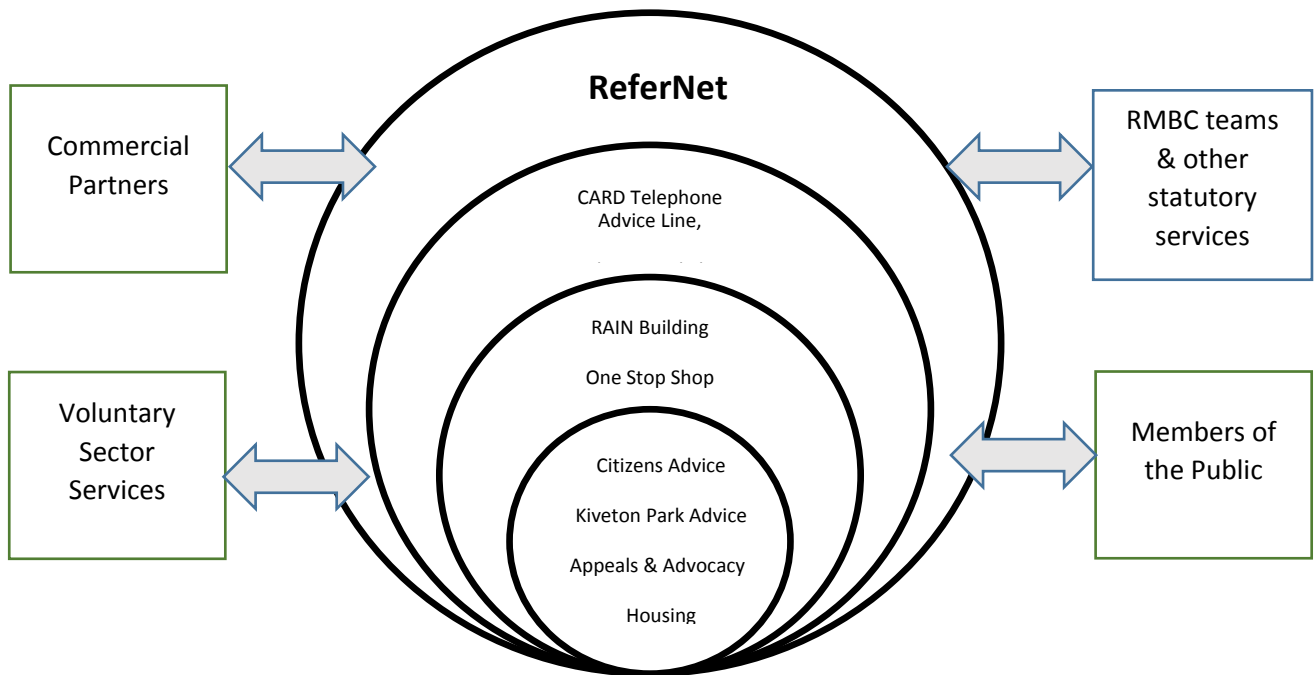 ReferNet
Commercial
Partners
RMBC teams
& other
statutory
services
CARD Telephone
Advice Line,
RAIN Building
One Stop Shop
Voluntary
Sector
Services
Members of
the Public
Citizens Advice
Kiveton Park Advice
Appeals & Advocacy
Housing